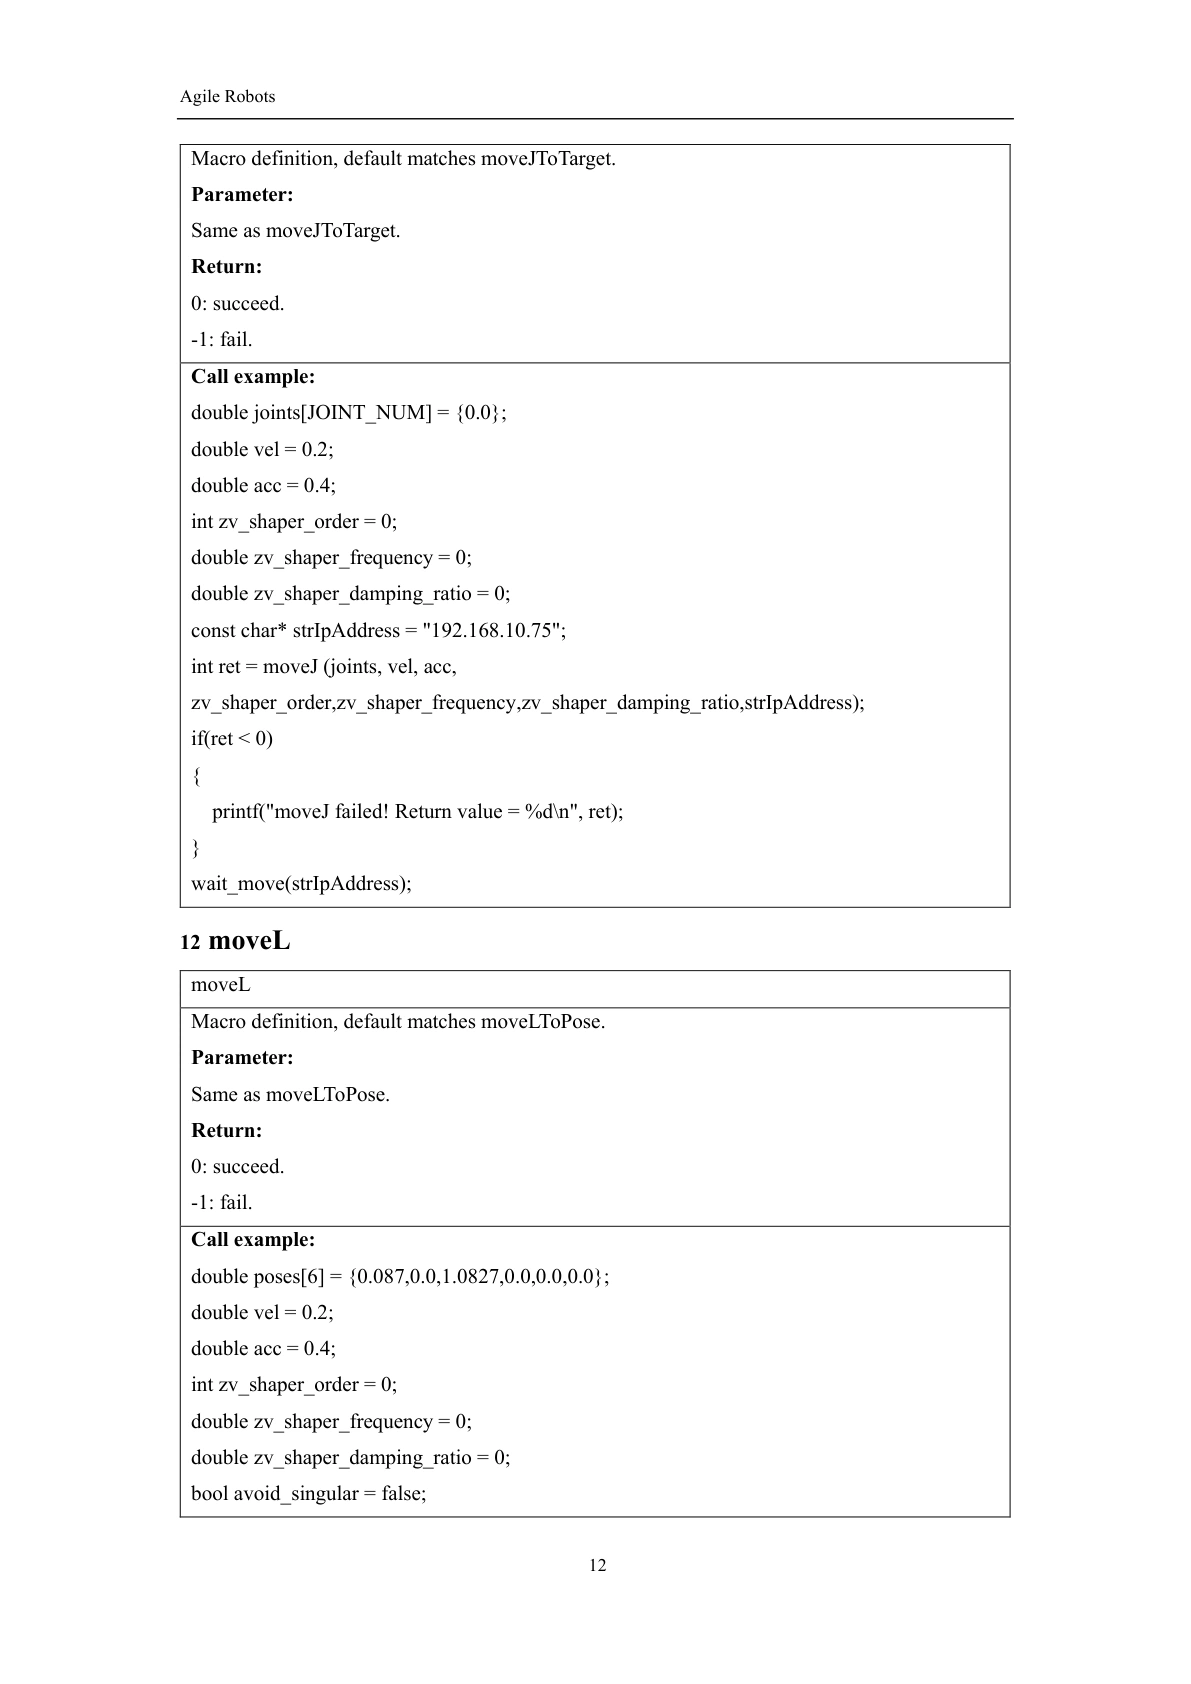 Agile Robots
Macro definition, default matches moveJToTarget.
Parameter:
Same as moveJToTarget.
Return:
0: succeed.
-1: fail.
Call example:
double joints[JOINT_NUM] = {0.0};
double vel = 0.2;
double acc = 0.4;
int zv_shaper_order = 0;
double zv_shaper_frequency = 0;
double zv_shaper_damping_ratio = 0;
const char* strIpAddress = "192.168.10.75";
int ret = moveJ (joints, vel, acc,
zv_shaper_order,zv_shaper_frequency,zv_shaper_damping_ratio,strIpAddress);
if(ret < 0)
{
    printf("moveJ failed! Return value = %d\n", ret);
}
wait_move(strIpAddress);
12 moveL
moveL
Macro definition, default matches moveLToPose.
Parameter:
Same as moveLToPose.
Return:
0: succeed.
-1: fail.
Call example:
double poses[6] = {0.087,0.0,1.0827,0.0,0.0,0.0};
double vel = 0.2;
double acc = 0.4;
int zv_shaper_order = 0;
double zv_shaper_frequency = 0;
double zv_shaper_damping_ratio = 0;
bool avoid_singular = false;
12